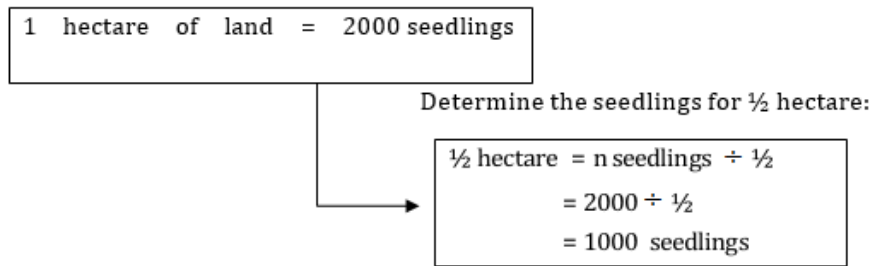 1 hectare of land = 2000 seedlings
Determine the seedlings for ½ hectare:
½ hectare = n seedlings ÷ ½
= 2000 ÷ ½
= 1000 seedlings